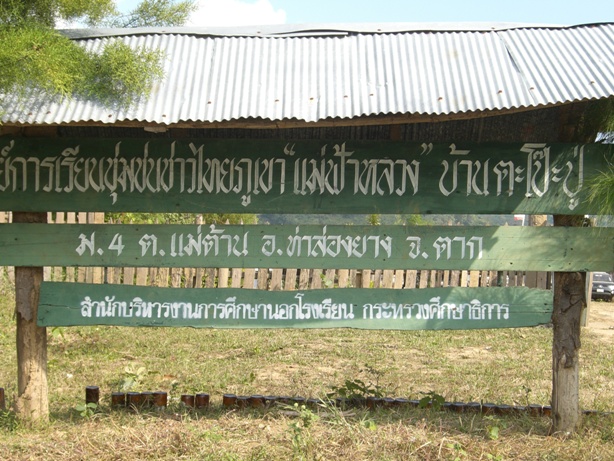 การเรียนชุมชนชาวไทยภูเขา "แม่ฟ้าหลวง" บ้านตะโป๊ะปู
ม. 4 ต. แม่ต้าน อ. ท่าสองยาง จ. ตาก
สำนักบริหารงานการศึกษานอกโรงเรียน กระทรวงศึกษาธิการ